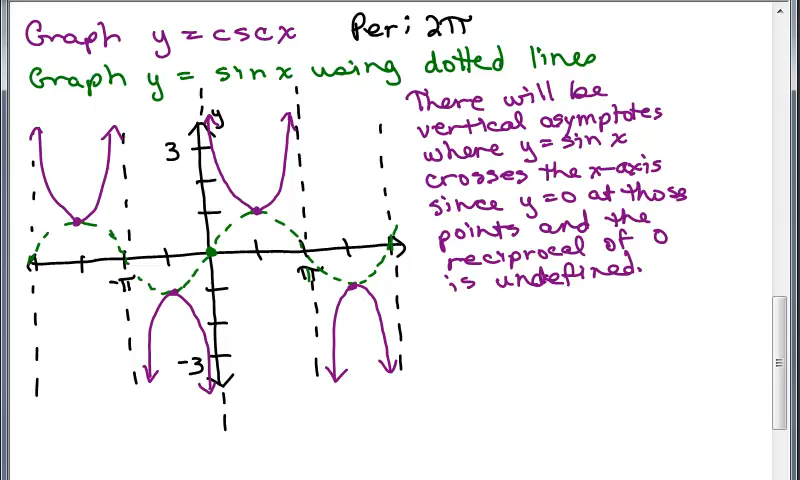 Graph y = csc x Per: 2π
Graph y = sin x using dotted lines
There will be
vertical asymptotes
where y = sin x
crosses the x-axis
since y=0 at those
points and the
reciprocal of 0
is undefined.
y
3
-π
π
-3